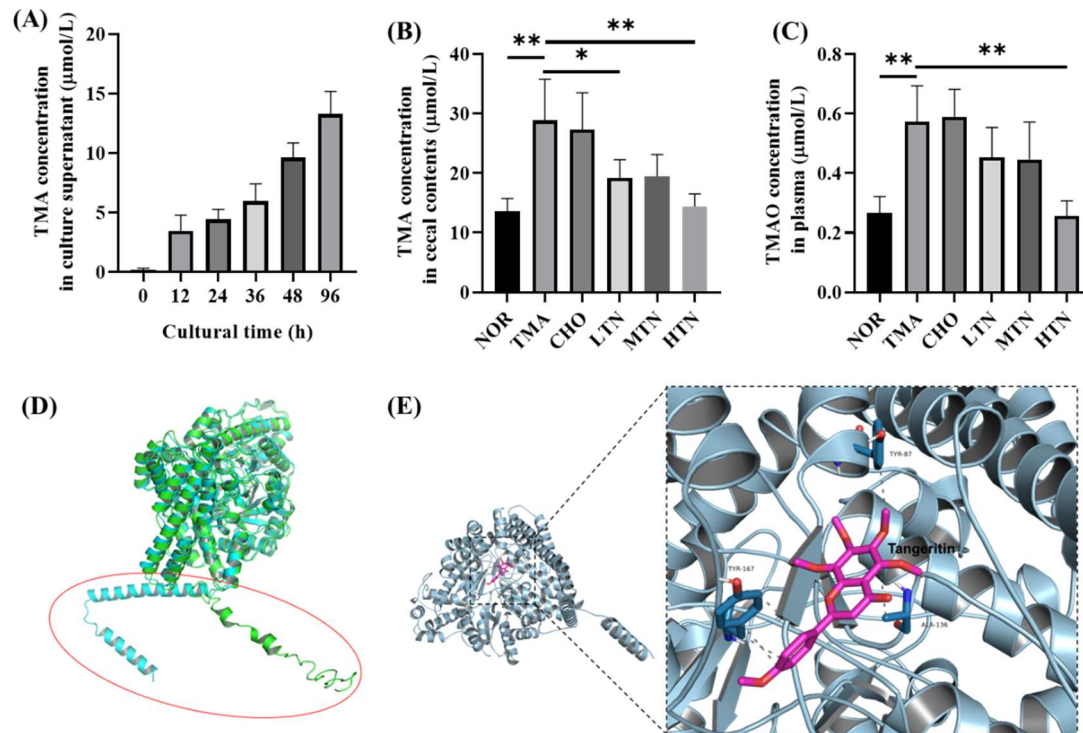 (A)
TMA concentration
in culture supernatant (μmol/L)
20
15
10
5
0
0 12 24 36 48 96
Cultural time (h)
(B)
TMA concentration
in cecal contents (μmol/L)
40
30
20
10
0
** **
*
NOR TMA CHO LTN MTN HTN
(C)
TMAO concentration
in plasma (μmol/L)
0.8
0.6
0.4
0.2
0.0
** **
NOR TMA CHO LTN MTN HTN
(D)
(E)
TYR-87
Tangeritin
TYR-167
ALA-136